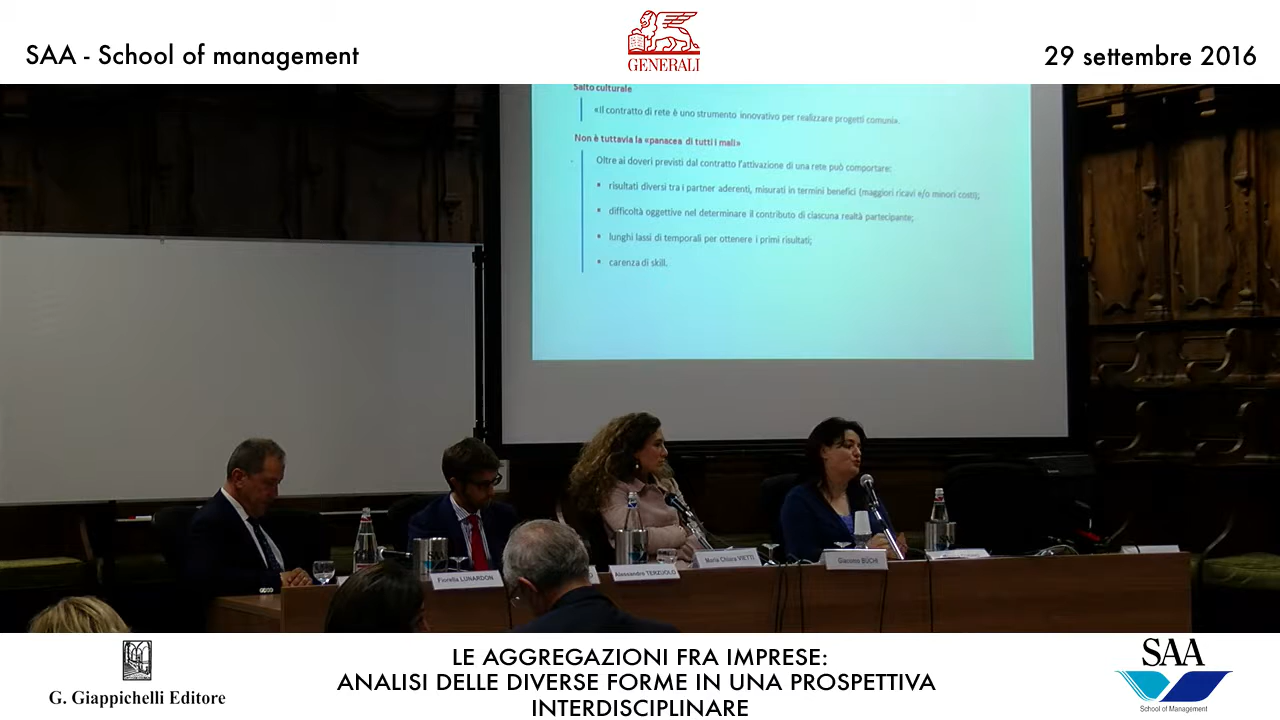 SAA - School of management
GENERALI
29 settembre 2016
Salto culturale
«Il contratto di rete è uno strumento innovativo per realizzare progetti comuni».
Non è tuttavia la «panacea di tutti i mali»
Oltre ai doveri previsti dal contratto l'attivazione di una rete può comportare:
▪ risultati diversi tra i partner aderenti, misurati in termini benefici (maggiori ricavi e/o minori costi);
▪ difficoltà oggettive nel determinare il contributo di ciascuna realtà partecipante;
▪ lunghi lassi di temporali per ottenere i primi risultati;
▪ carenza di skill.
Fiorella LUNARDON
Alessandra TERZUOLO
Maria Chiara VIETTI
Giacomo BÜCHI
G. Giappichelli Editore
LE AGGREGAZIONI FRA IMPRESE:
ANALISI DELLE DIVERSE FORME IN UNA PROSPETTIVA
INTERDISCIPLINARE
SAA
School of Management